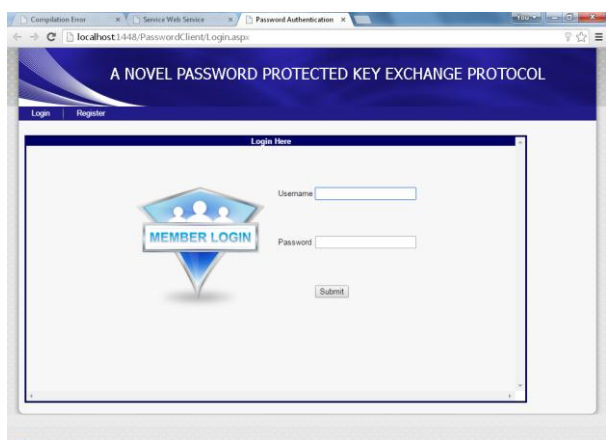 Compilation Error
Service Web Service
Password Authentication
localhost:1448/PasswordClient/Login.aspx
A NOVEL PASSWORD PROTECTED KEY EXCHANGE PROTOCOL
Login Register
Login Here
Username
MEMBER LOGIN
Password
Submit